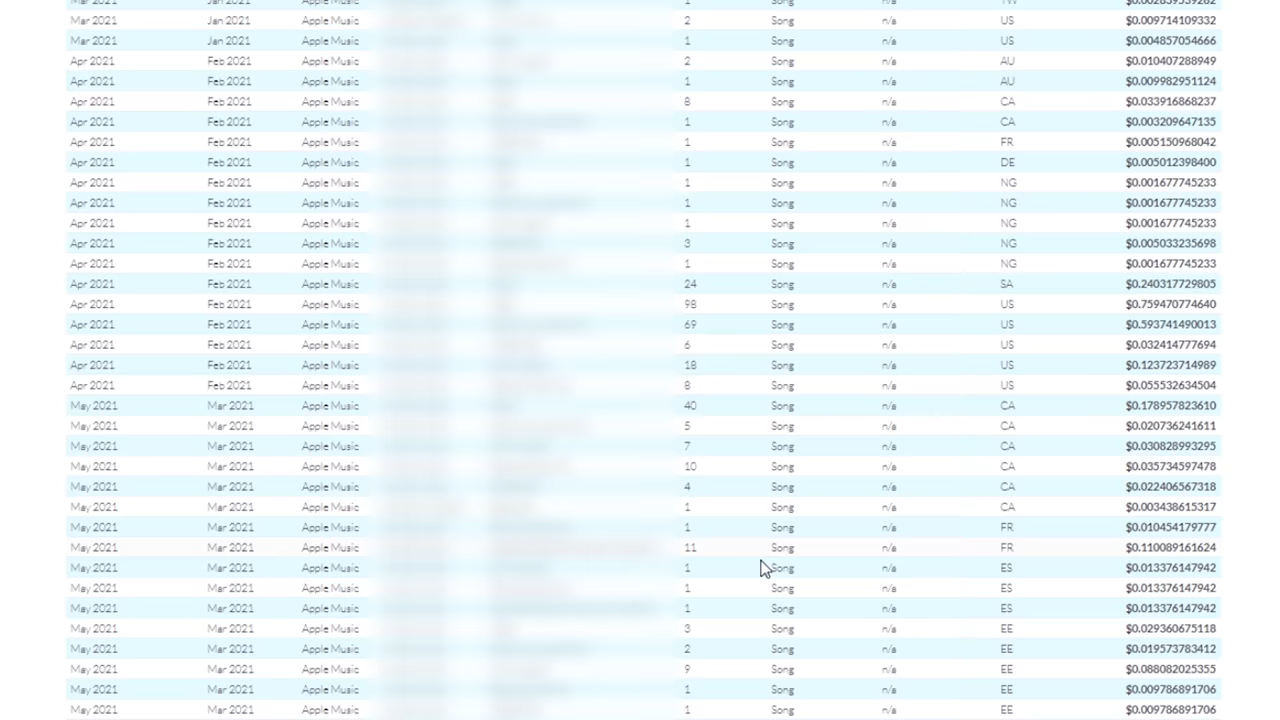 Mar 2021 Jan 2021 Apple Music 1 Song n/a TW $0.002839539282
Mar 2021 Jan 2021 Apple Music 2 Song n/a US $0.009714109332
Mar 2021 Jan 2021 Apple Music 1 Song n/a US $0.004857054666
Apr 2021 Feb 2021 Apple Music 2 Song n/a AU $0.010407288949
Apr 2021 Feb 2021 Apple Music 1 Song n/a AU $0.009982951124
Apr 2021 Feb 2021 Apple Music 8 Song n/a CA $0.033916868237
Apr 2021 Feb 2021 Apple Music 1 Song n/a CA $0.003209647135
Apr 2021 Feb 2021 Apple Music 1 Song n/a FR $0.005150968042
Apr 2021 Feb 2021 Apple Music 1 Song n/a DE $0.005012398400
Apr 2021 Feb 2021 Apple Music 1 Song n/a NG $0.001677745233
Apr 2021 Feb 2021 Apple Music 1 Song n/a NG $0.001677745233
Apr 2021 Feb 2021 Apple Music 1 Song n/a NG $0.001677745233
Apr 2021 Feb 2021 Apple Music 3 Song n/a NG $0.005033235698
Apr 2021 Feb 2021 Apple Music 1 Song n/a NG $0.001677745233
Apr 2021 Feb 2021 Apple Music 24 Song n/a SA $0.240317729805
Apr 2021 Feb 2021 Apple Music 98 Song n/a US $0.759470774640
Apr 2021 Feb 2021 Apple Music 69 Song n/a US $0.593741490013
Apr 2021 Feb 2021 Apple Music 6 Song n/a US $0.032414777694
Apr 2021 Feb 2021 Apple Music 18 Song n/a US $0.123723714989
Apr 2021 Feb 2021 Apple Music 8 Song n/a US $0.055532634504
May 2021 Mar 2021 Apple Music 40 Song n/a CA $0.178957823610
May 2021 Mar 2021 Apple Music 5 Song n/a CA $0.020736241611
May 2021 Mar 2021 Apple Music 7 Song n/a CA $0.030828993295
May 2021 Mar 2021 Apple Music 10 Song n/a CA $0.035734597478
May 2021 Mar 2021 Apple Music 4 Song n/a CA $0.022406567318
May 2021 Mar 2021 Apple Music 1 Song n/a CA $0.003438615317
May 2021 Mar 2021 Apple Music 1 Song n/a FR $0.010454179777
May 2021 Mar 2021 Apple Music 11 Song n/a FR $0.110089161624
May 2021 Mar 2021 Apple Music 1 Song n/a ES $0.013376147942
May 2021 Mar 2021 Apple Music 1 Song n/a ES $0.013376147942
May 2021 Mar 2021 Apple Music 1 Song n/a ES $0.013376147942
May 2021 Mar 2021 Apple Music 3 Song n/a EE $0.029360675118
May 2021 Mar 2021 Apple Music 2 Song n/a EE $0.019573783412
May 2021 Mar 2021 Apple Music 9 Song n/a EE $0.088082025355
May 2021 Mar 2021 Apple Music 1 Song n/a EE $0.009786891706
May 2021 Mar 2021 Apple Music 1 Song n/a EE $0.009786891706